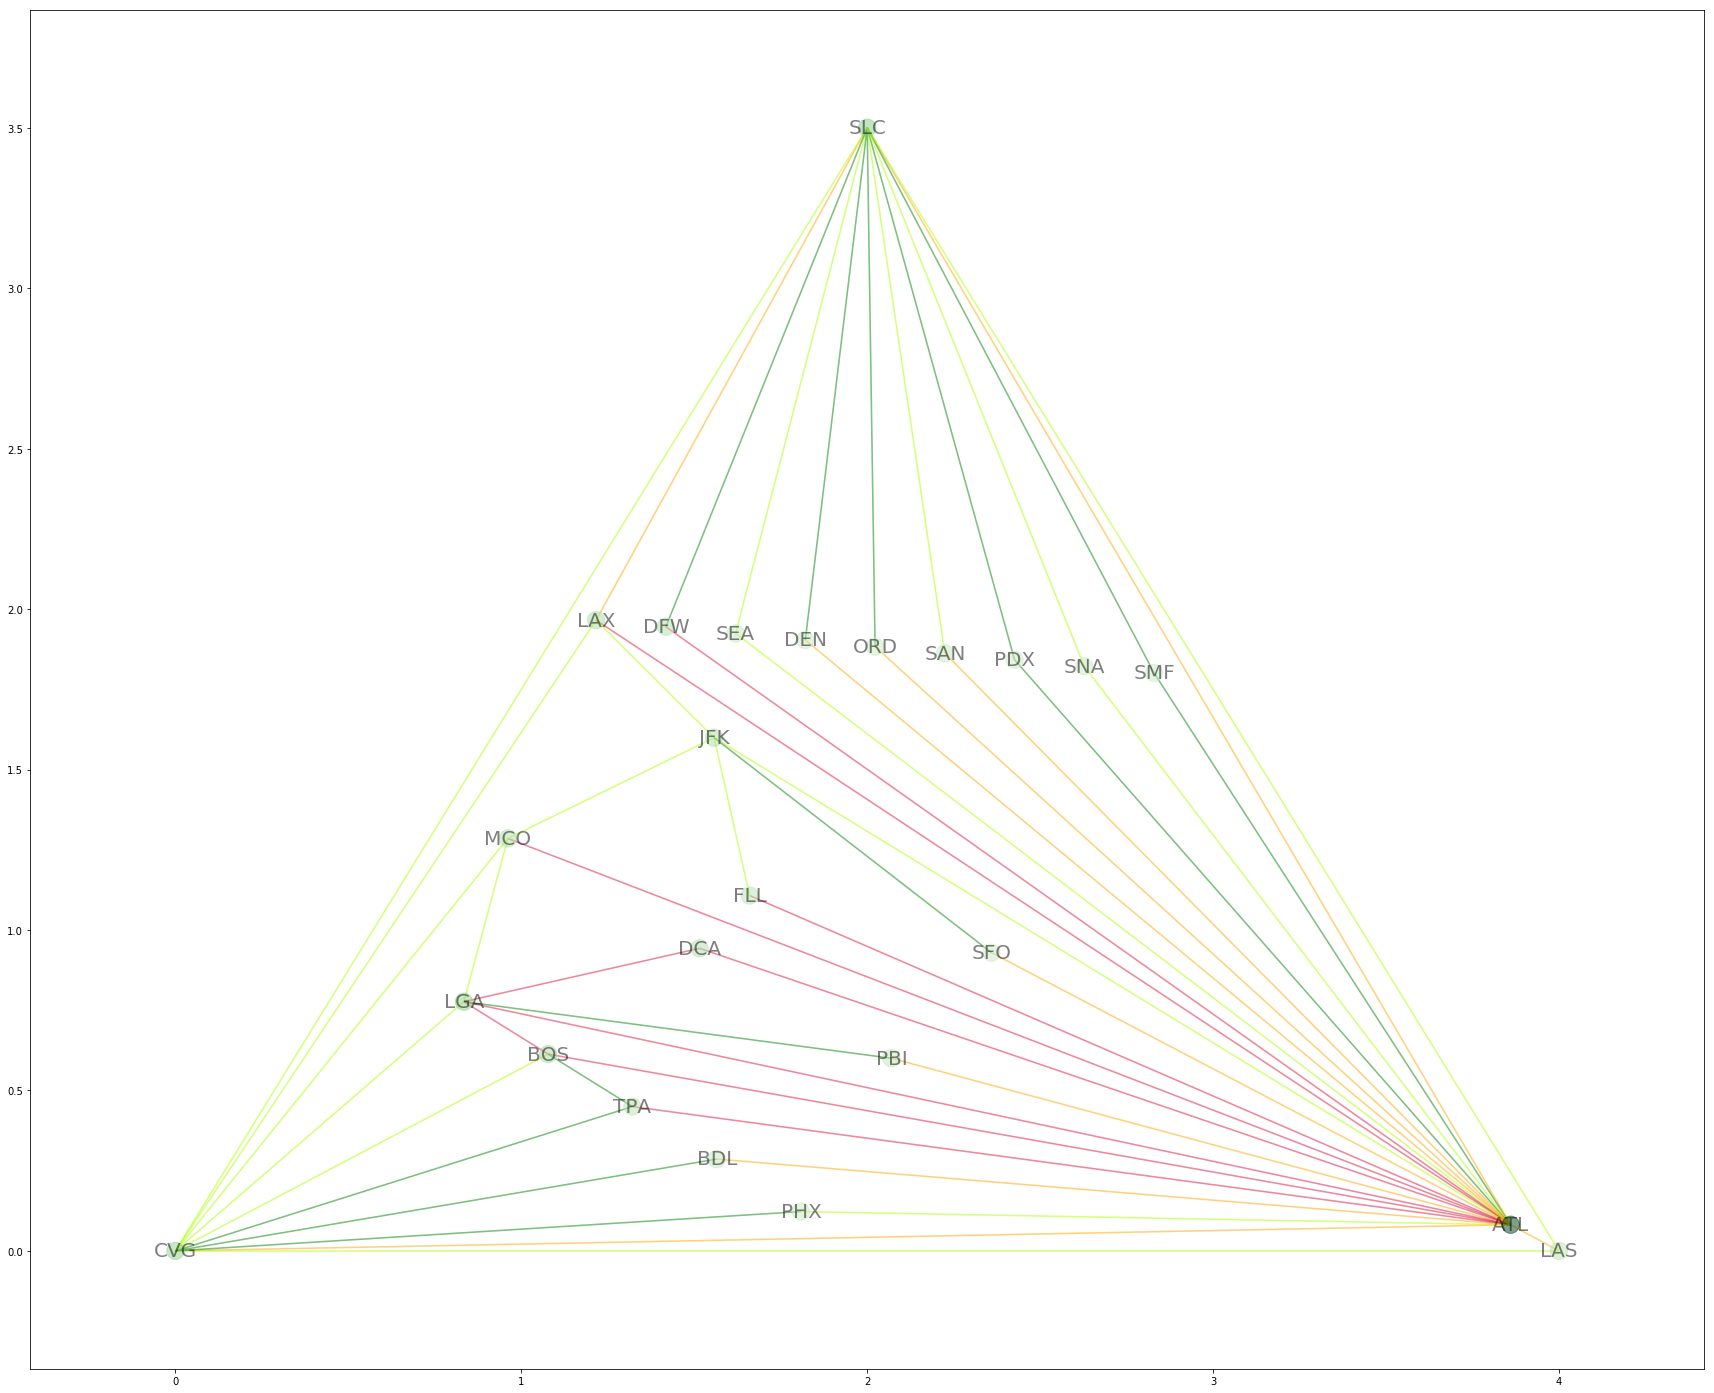 SLC
3.5
3.0
2.5
2.0
LAX
DFW
SEA
DEN
ORD
SAN
PDX
SNA
SMF
JFK
1.5
MCO
FLL
1.0
DCA
SFO
LGA
BOS
PBI
0.5
TPA
BDL
PHX
ATL
0.0
CVG
LAS
0 1 2 3 4